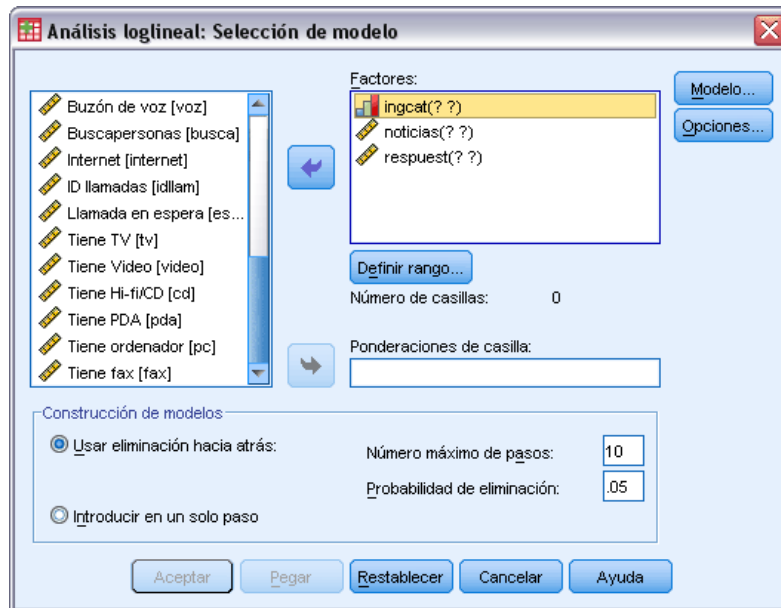 Análisis loglineal: Selección de modelo
Buzón de voz [voz]
Buscapersonas [busca]
Internet [internet]
ID llamadas [idllam]
Llamada en espera [es...
Tiene TV [tv]
Tiene Video [video]
Tiene Hi-fi/CD [cd]
Tiene PDA [pda]
Tiene ordenador [pc]
Tiene fax [fax]
Factores:
ingcat(? ?)
noticias(? ?)
respuest(? ?)
Definir rango...
Número de casillas: 0
Ponderaciones de casilla:
Modelo...
Opciones...
Construcción de modelos
Usar eliminación hacia atrás:
Número máximo de pasos: 10
Probabilidad de eliminación: .05
Introducir en un solo paso
Aceptar Pegar Restablecer Cancelar Ayuda